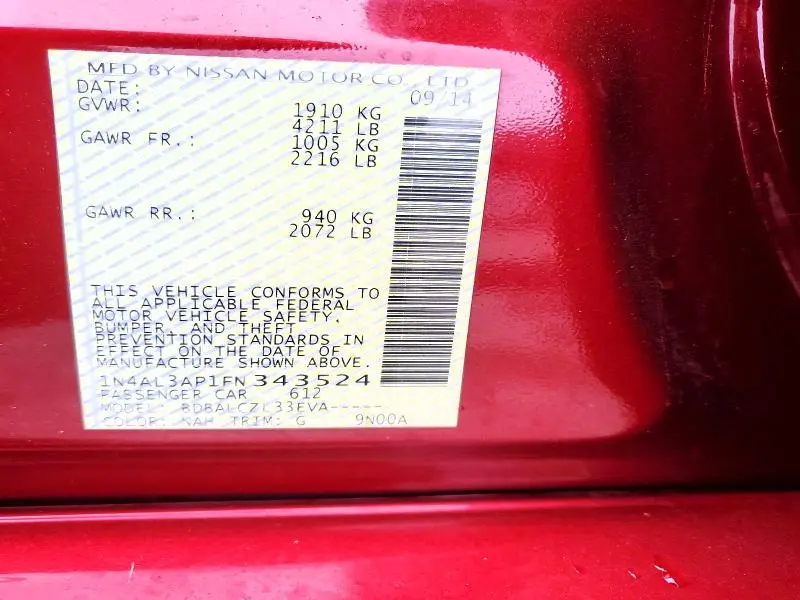 MFD BY NISSAN MOTOR CO., LTD
DATE: 09/14
GVWR: 1910 KG
4211 LB
GAWR FR.: 1005 KG
2216 LB
GAWR RR.: 940 KG
2072 LB
THIS VEHICLE CONFORMS TO
ALL APPLICABLE FEDERAL
MOTOR VEHICLE SAFETY,
BUMPER, AND THEFT
PREVENTION STANDARDS IN
EFFECT ON THE DATE OF
MANUFACTURE SHOWN ABOVE.
1N4AL3AP1FN343524
PASSENGER CAR 612
MODEL:
COLOR: NAH TRIM: G 9N00A